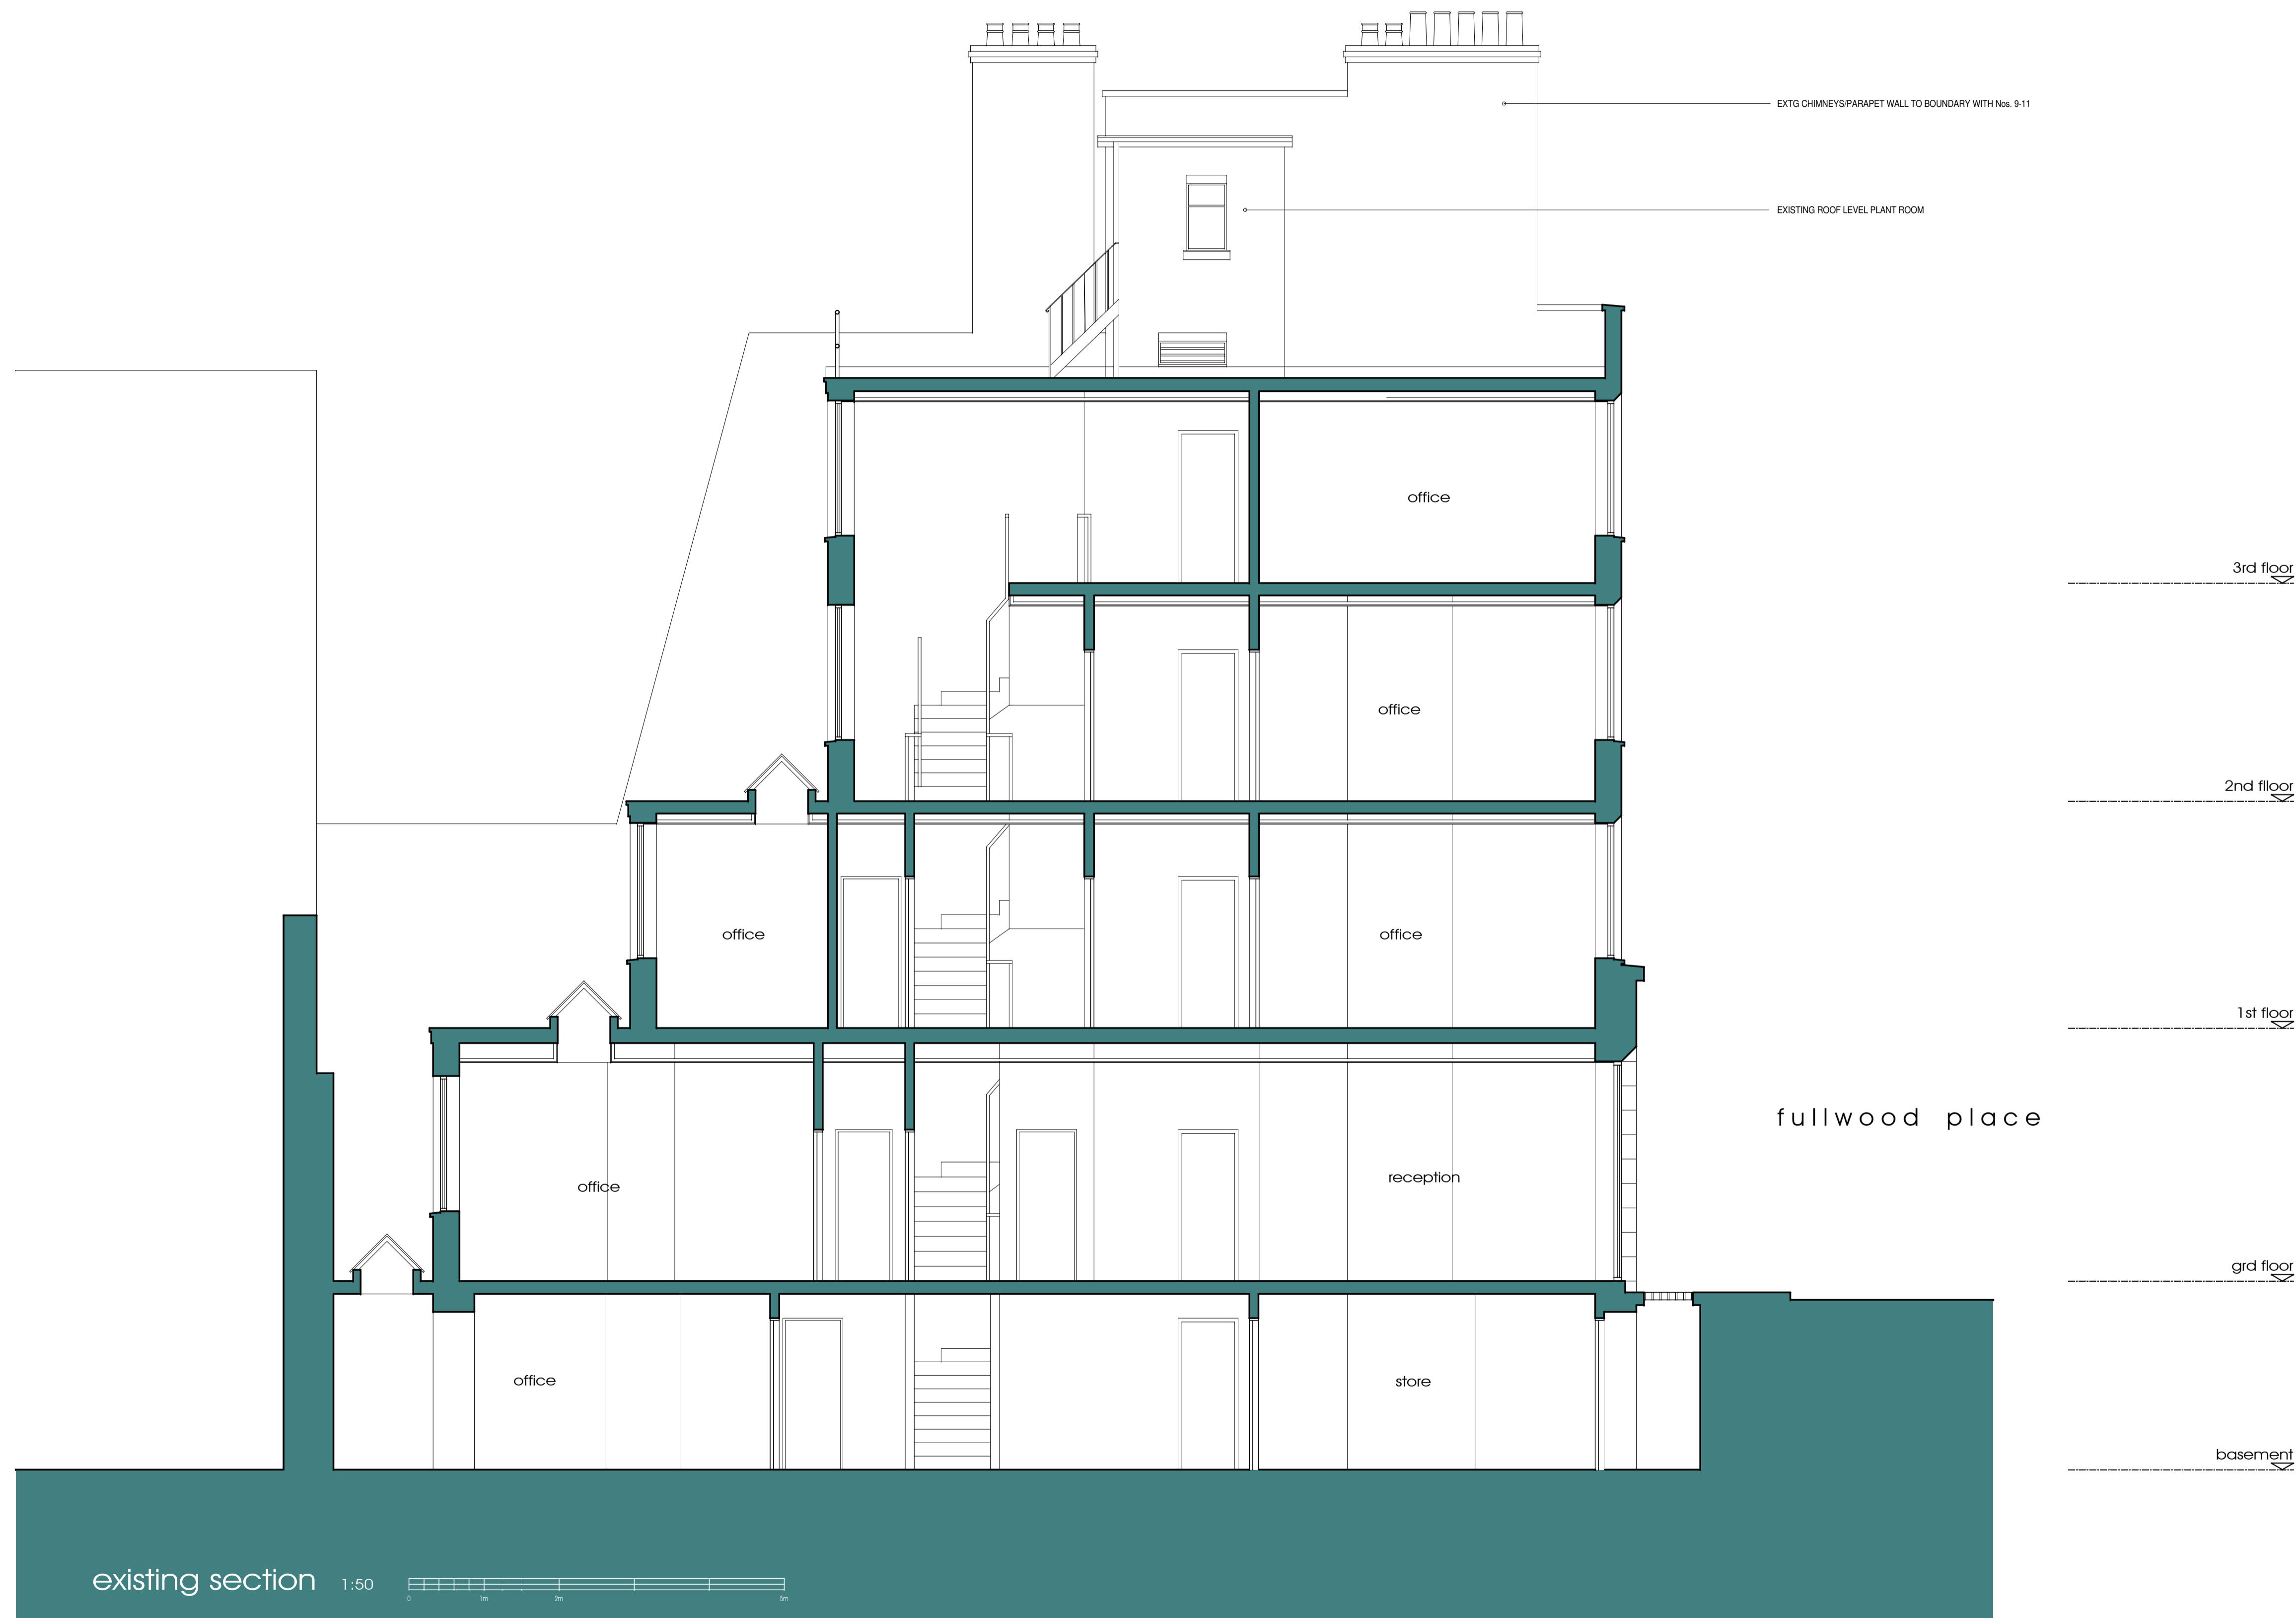 EXTG CHIMNEYS/PARAPET WALL TO BOUNDARY WITH Nos. 9-11
EXISTING ROOF LEVEL PLANT ROOM
office
3rd floor
office
2nd flloor
office
office
1st floor
fullwood place
office
reception
grd floor
office
store
basement
existing section 1:50
0 1m 2m 5m